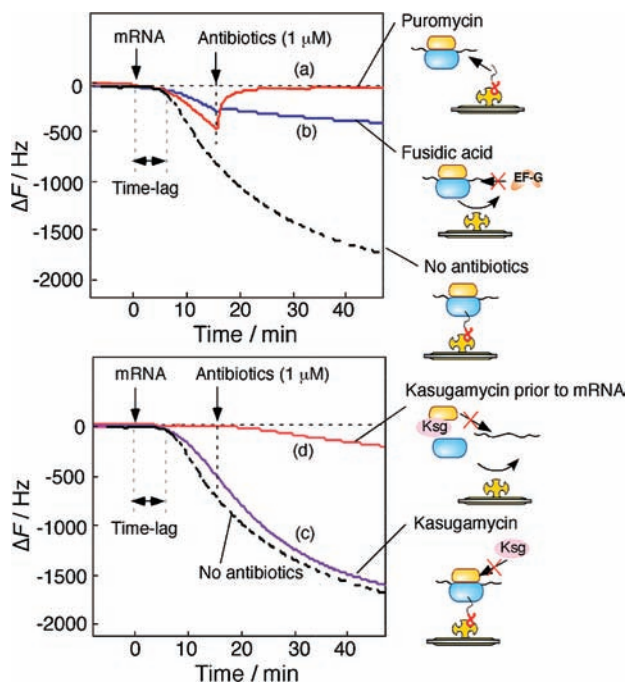 mRNA
Antibiotics (1 μM)
Puromycin
(a)
0
(b)
-500
Fusidic acid
ΔF / Hz
-1000
Time-lag
EF-G
-1500
No antibiotics
-2000
0 10 20 30 40
Time / min
mRNA
Antibiotics (1 μM)
Kasugamycin prior to mRNA
0
(d)
Ksg
-500
ΔF / Hz
-1000
Time-lag
(c)
Kasugamycin
No antibiotics
Ksg
-1500
-2000
0 10 20 30 40
Time / min